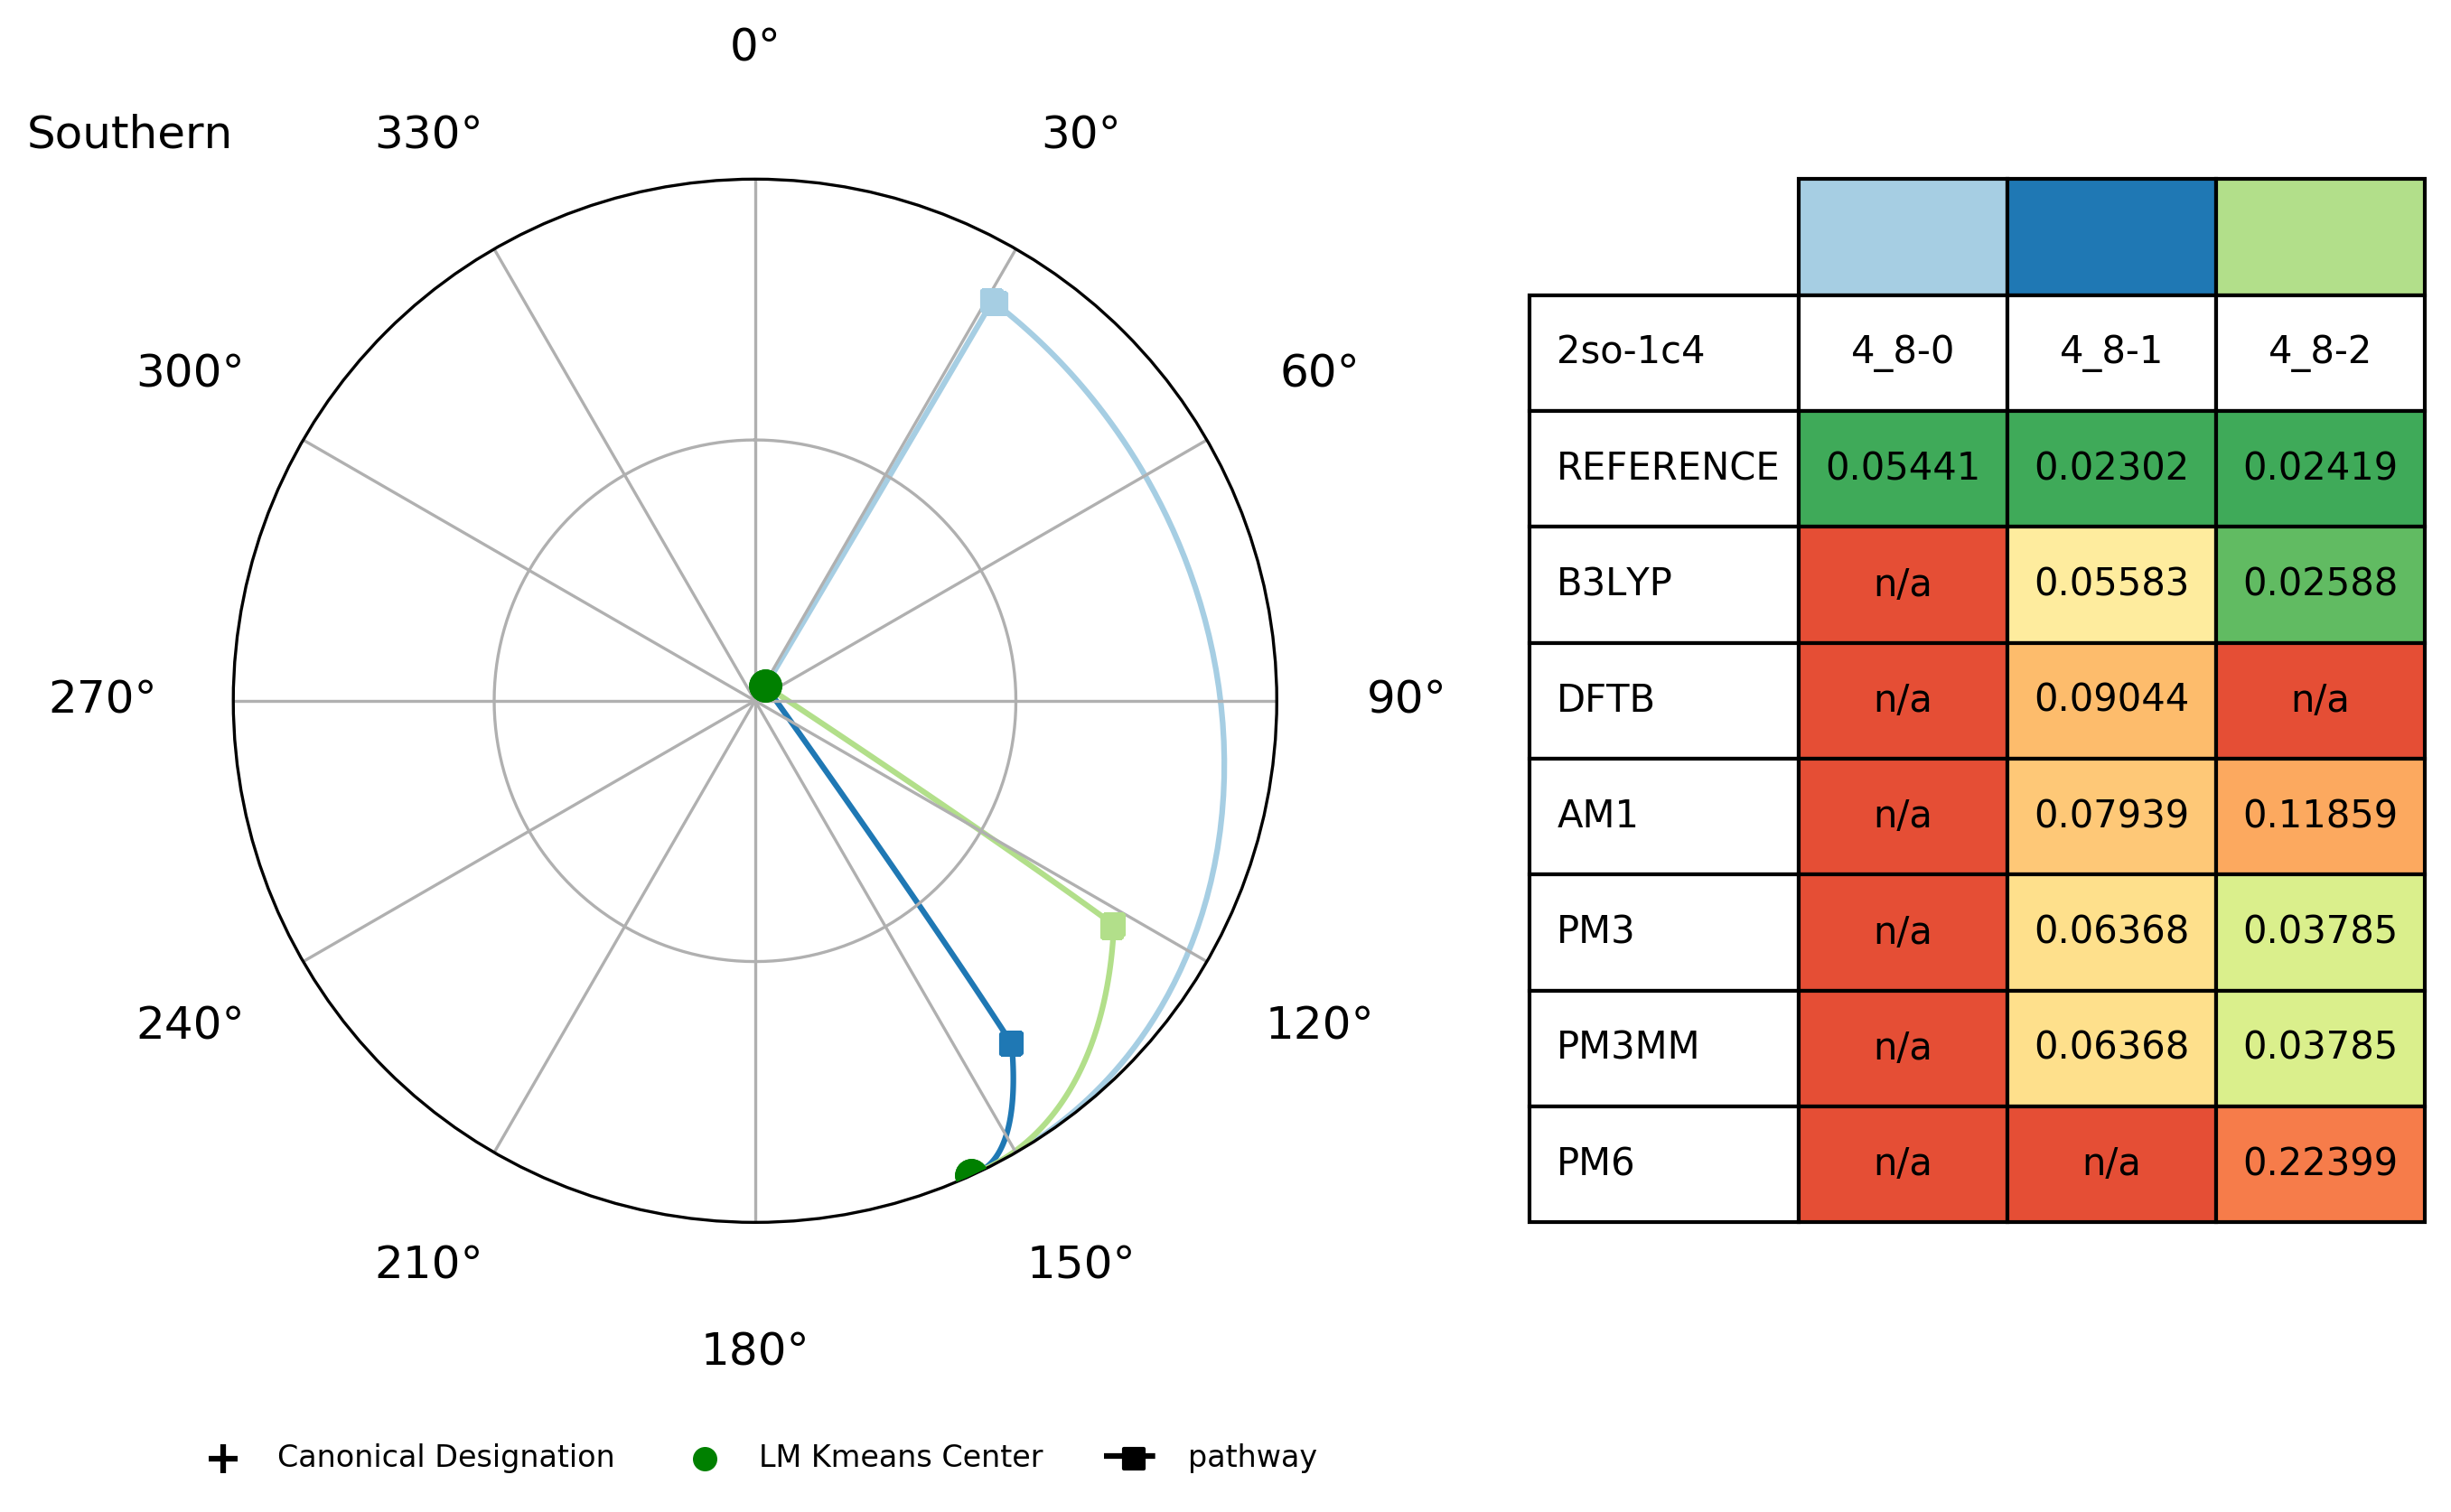 Southern
0°
30°
60°
90°
120°
150°
180°
210°
240°
270°
300°
330°
2so-1c4 4_8-0 4_8-1 4_8-2
REFERENCE 0.05441 0.02302 0.02419
B3LYP n/a 0.05583 0.02588
DFTB n/a 0.09044 n/a
AM1 n/a 0.07939 0.11859
PM3 n/a 0.06368 0.03785
PM3MM n/a 0.06368 0.03785
PM6 n/a n/a 0.22399
Canonical Designation
LM Kmeans Center
pathway